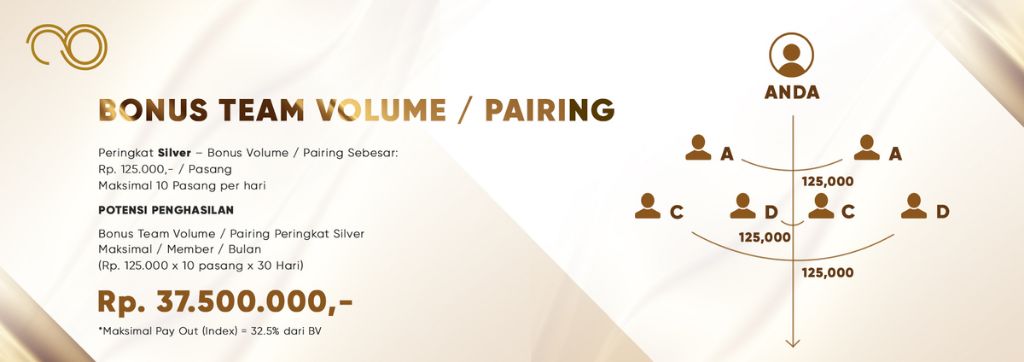 BONUS TEAM VOLUME / PAIRING
Peringkat Silver – Bonus Volume / Pairing Sebesar:
Rp. 125.000,- / Pasang
Maksimal 10 Pasang per hari
POTENSI PENGHASILAN
Bonus Team Volume / Pairing Peringkat Silver
Maksimal / Member / Bulan
(Rp. 125.000 x 10 pasang x 30 Hari)
Rp. 37.500.000,-
*Maksimal Pay Out (Index) = 32.5% dari BV
ANDA
A A
125,000
C D C D
125,000
125,000